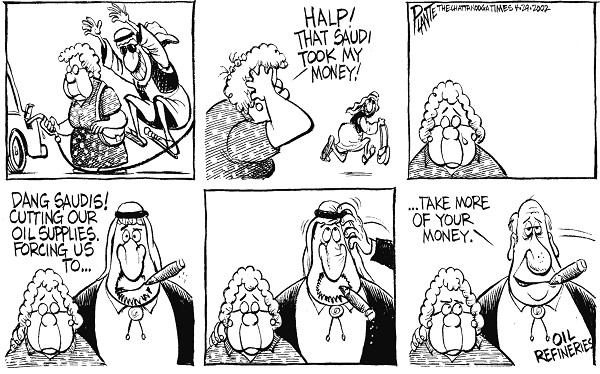 HALP!
THAT SAUDI
TOOK MY
MONEY!
PLANTE THE CHATTANOOGA TIMES 4·29·2002
DANG SAUDIS!
CUTTING OUR
OIL SUPPLIES.
FORCING US
TO...
...TAKE MORE
OF YOUR
MONEY.
OIL
REFINERIES